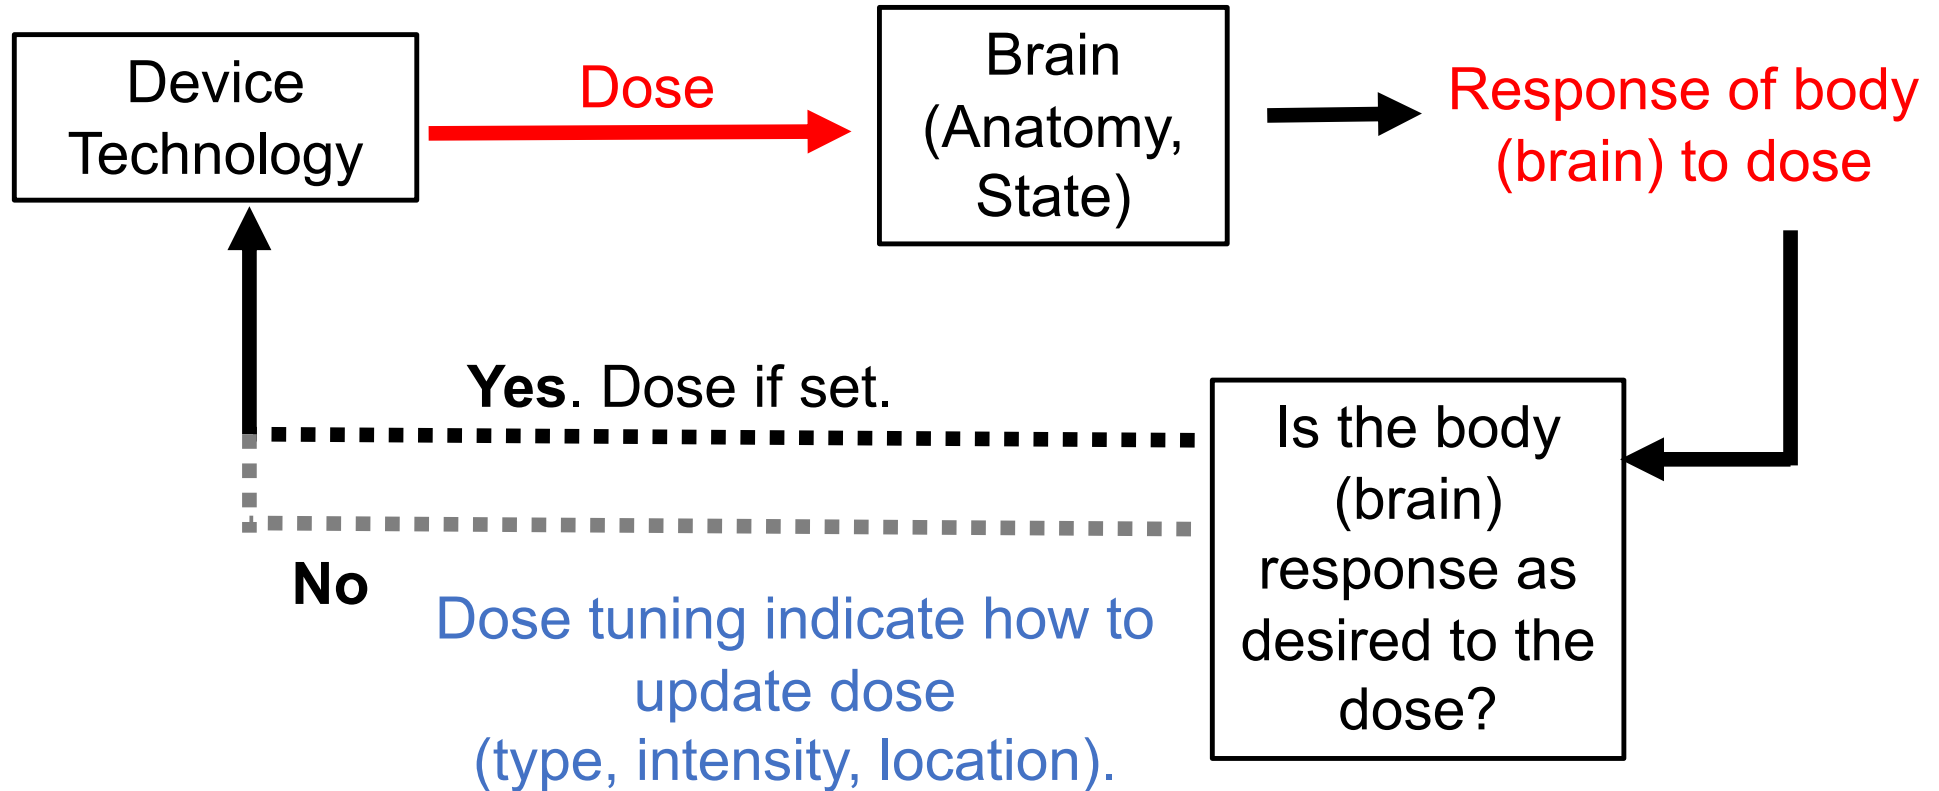 Device
Technology
Dose
Brain
(Anatomy,
State)
Response of body
(brain) to dose
Yes. Dose if set.
No
Dose tuning indicate how to
update dose
(type, intensity, location).
Is the body
(brain)
response as
desired to the
dose?